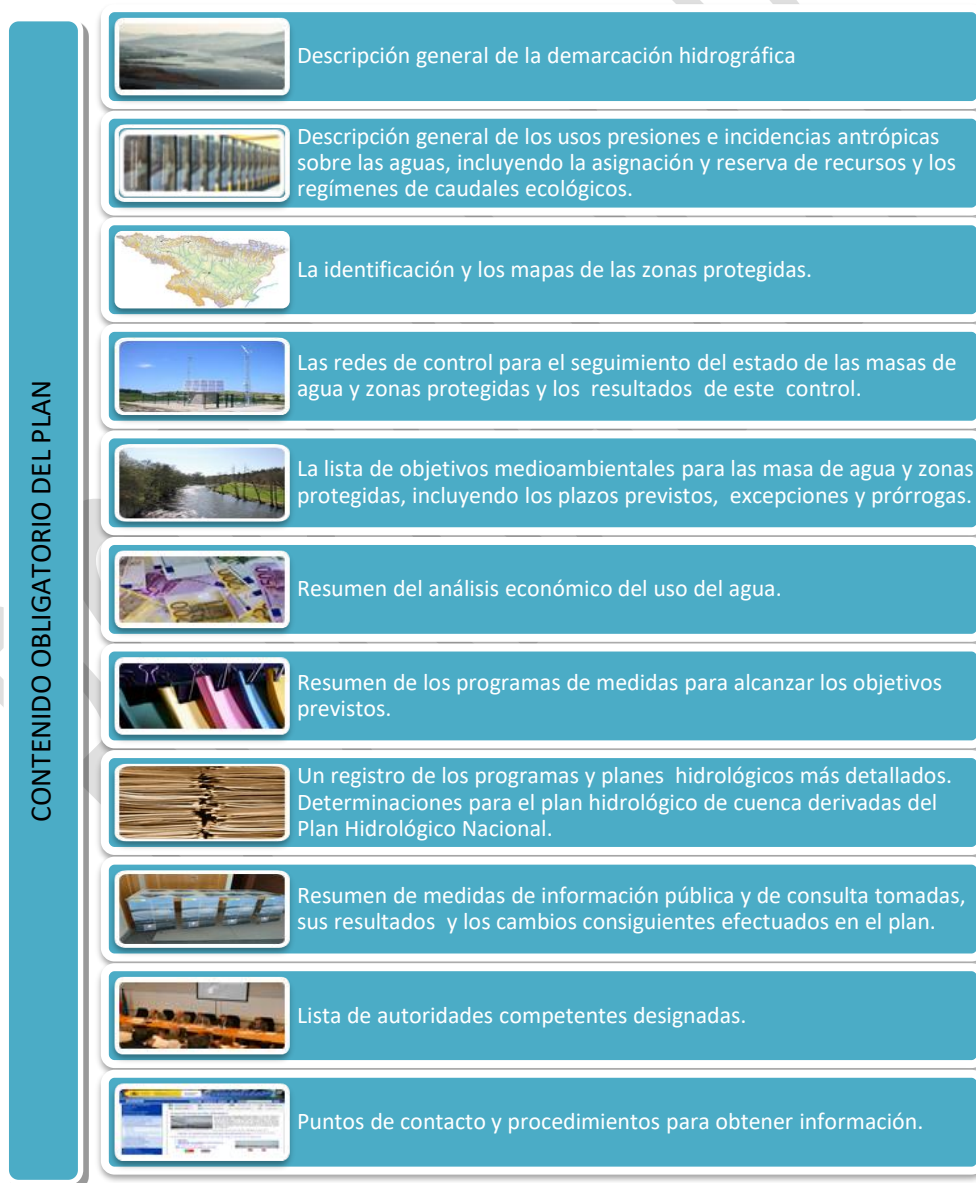 CONTENIDO OBLIGATORIO DEL PLAN
Descripción general de la demarcación hidrográfica
Descripción general de los usos presiones e incidencias antrópicas
sobre las aguas, incluyendo la asignación y reserva de recursos y los
regímenes de caudales ecológicos.
La identificación y los mapas de las zonas protegidas.
Las redes de control para el seguimiento del estado de las masas de
agua y zonas protegidas y los resultados de este control.
La lista de objetivos medioambientales para las masa de agua y zonas
protegidas, incluyendo los plazos previstos, excepciones y prórrogas.
Resumen del análisis económico del uso del agua.
Resumen de los programas de medidas para alcanzar los objetivos
previstos.
Un registro de los programas y planes hidrológicos más detallados.
Determinaciones para el plan hidrológico de cuenca derivadas del
Plan Hidrológico Nacional.
Resumen de medidas de información pública y de consulta tomadas,
sus resultados y los cambios consiguientes efectuados en el plan.
Lista de autoridades competentes designadas.
Puntos de contacto y procedimientos para obtener información.